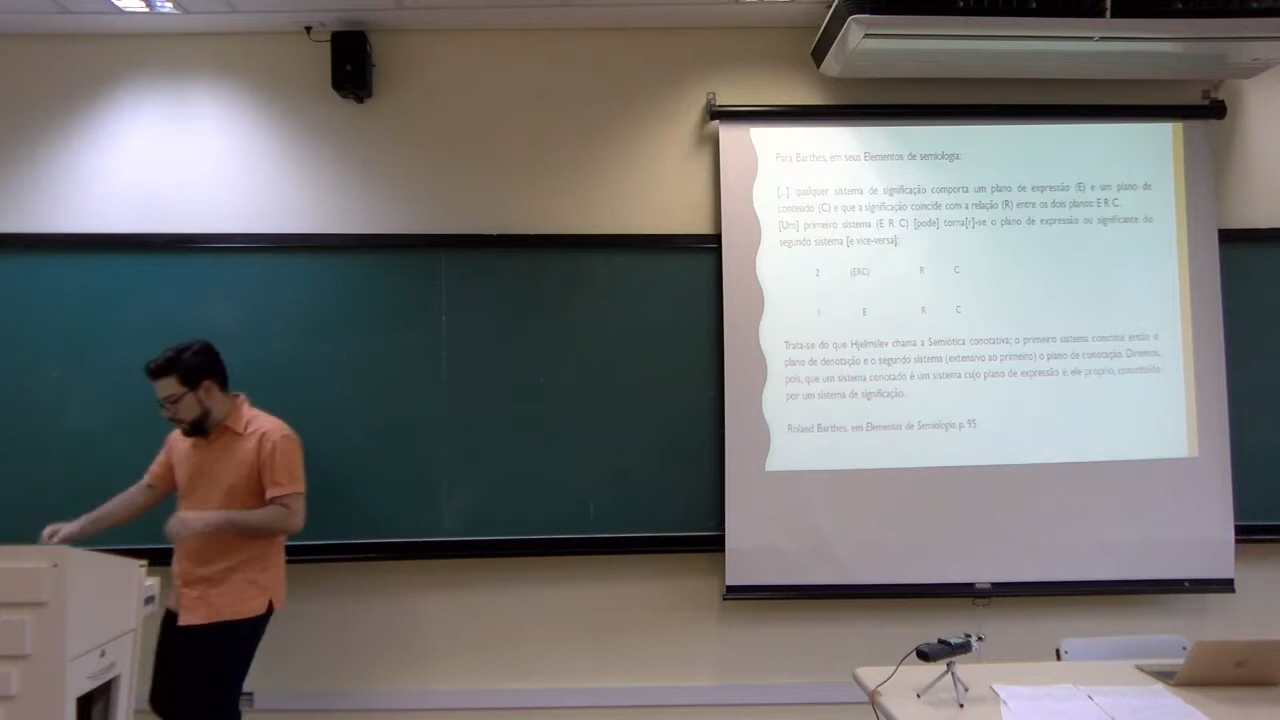 Para Barthes, em seus Elementos de semiologia:
[...] qualquer sistema de significação comporta um plano de expressão (E) e um plano de
conteúdo (C) e que a significação coincide com a relação (R) entre os dois planos: E R C.
[Um] primeiro sistema (E R C) [pode] torna[r]-se o plano de expressão ou significante do
segundo sistema [e vice-versa]:
2 (ERC) R C
1 E R C
Trata-se do que Hjelmslev chama a Semiótica conotativa; o primeiro sistema constitui então o
plano de denotação e o segundo sistema (extensivo ao primeiro) o plano de conotação. Diremos,
pois, que um sistema conotado é um sistema cujo plano de expressão é, ele próprio, constituído
por um sistema de significação.
Roland Barthes, em Elementos de Semiologia, p. 95